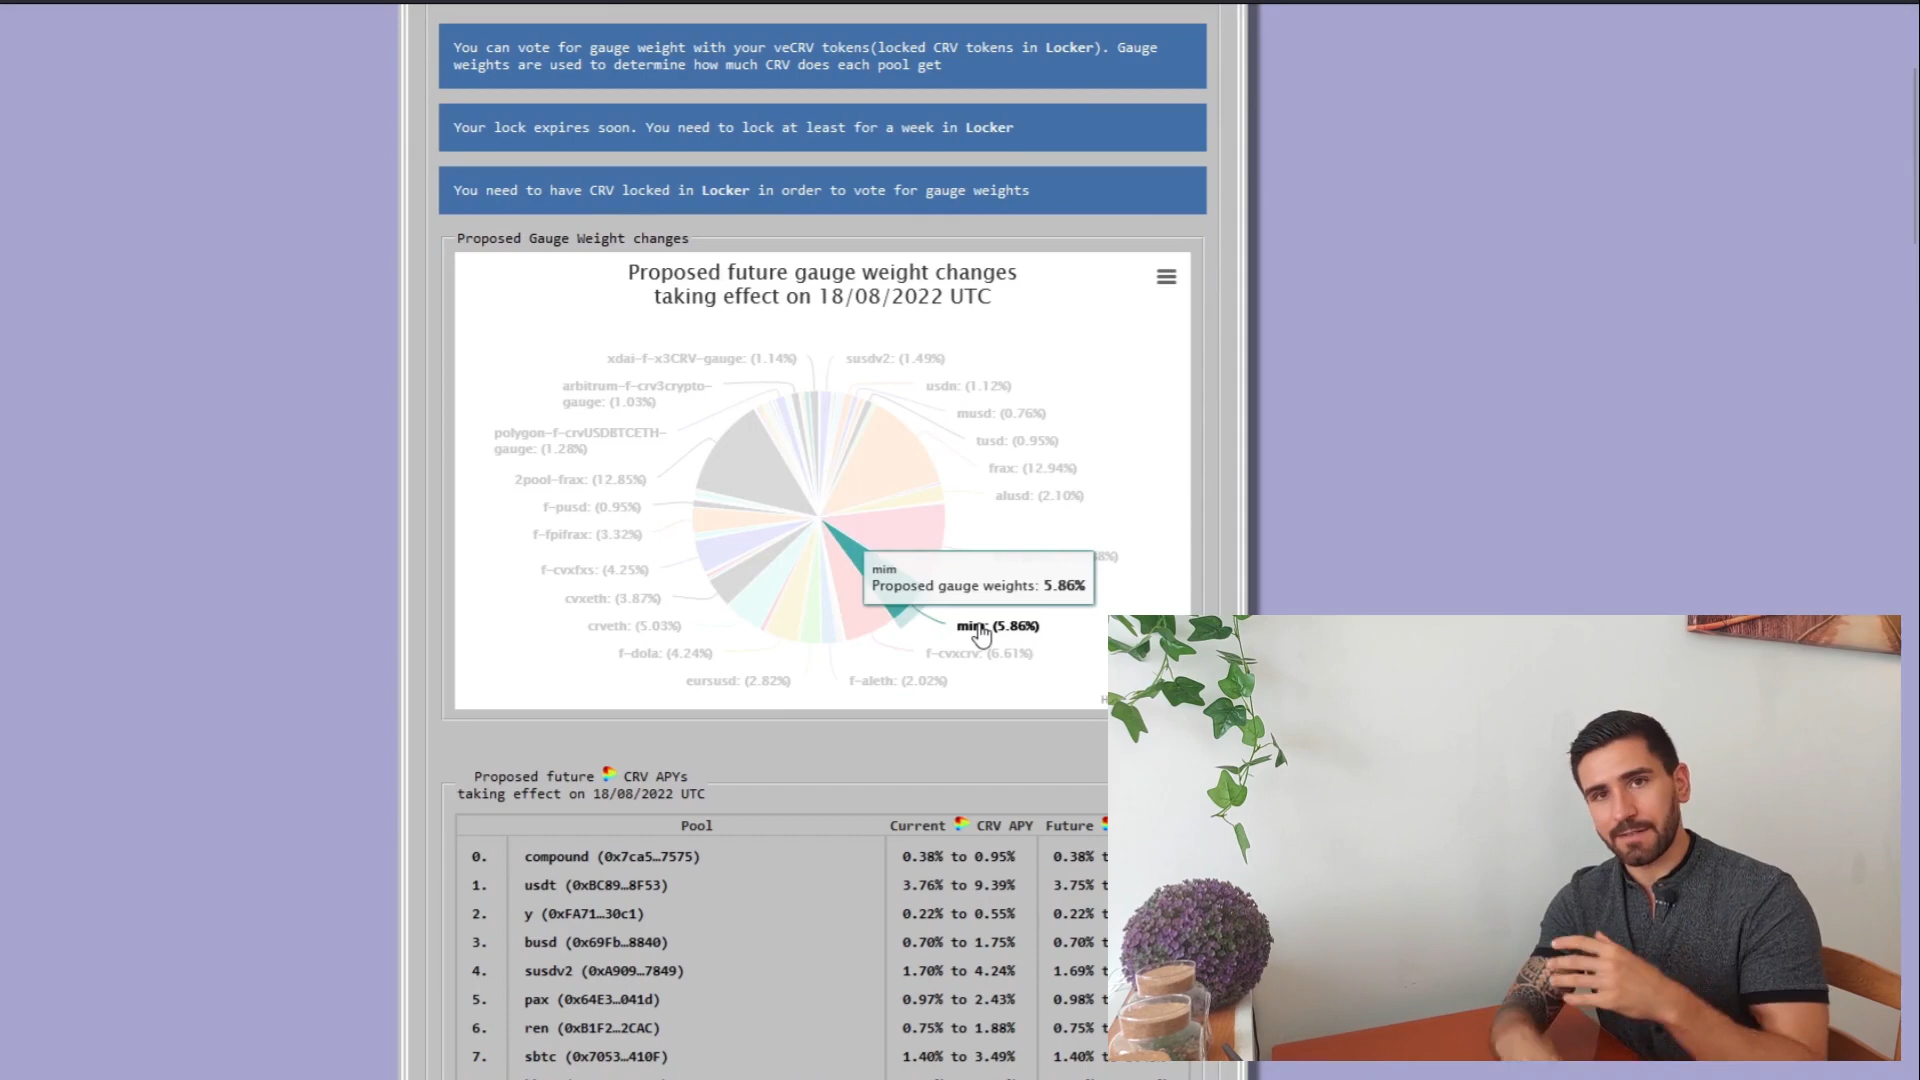 You can vote for gauge weight with your veCRV tokens(locked CRV tokens in Locker). Gauge
weights are used to determine how much CRV does each pool get
Your lock expires soon. You need to lock at least for a week in Locker
You need to have CRV locked in Locker in order to vote for gauge weights
Proposed Gauge Weight changes
Proposed future gauge weight changes
taking effect on 18/08/2022 UTC
xdai-f-x3CRV-gauge: (1.14%)
susdv2: (1.49%)
arbitrum-f-crv3crypto-
gauge: (1.03%)
usdn: (1.12%)
musd: (0.76%)
polygon-f-crvUSDBTCETH-
gauge: (1.28%)
tusd: (0.95%)
2pool-frax: (12.85%)
frax: (12.94%)
alusd: (2.10%)
f-pusd: (0.95%)
f-fpifrax: (3.32%)
8%)
f-cvxfxs: (4.25%)
mim
Proposed gauge weights: 5.86%
cvxeth: (3.87%)
crveth: (5.03%)
mim: (5.86%)
f-dola: (4.24%)
f-cvxcrv: (6.61%)
eursusd: (2.82%)
f-aleth: (2.02%)
H
Proposed future CRV APYs
taking effect on 18/08/2022 UTC
Pool Current CRV APY Future
0. compound (0x7ca5…7575) 0.38% to 0.95% 0.38% t
1. usdt (0xBC89…8F53) 3.76% to 9.39% 3.75% t
2. y (0xFA71…30c1) 0.22% to 0.55% 0.22% t
3. busd (0x69Fb…8840) 0.70% to 1.75% 0.70% t
4. susdv2 (0xA909…7849) 1.70% to 4.24% 1.69% t
5. pax (0x64E3…041d) 0.97% to 2.43% 0.98% t
6. ren (0xB1F2…2CAC) 0.75% to 1.88% 0.75% t
7. sbtc (0x7053…410F) 1.40% to 3.49% 1.40% t